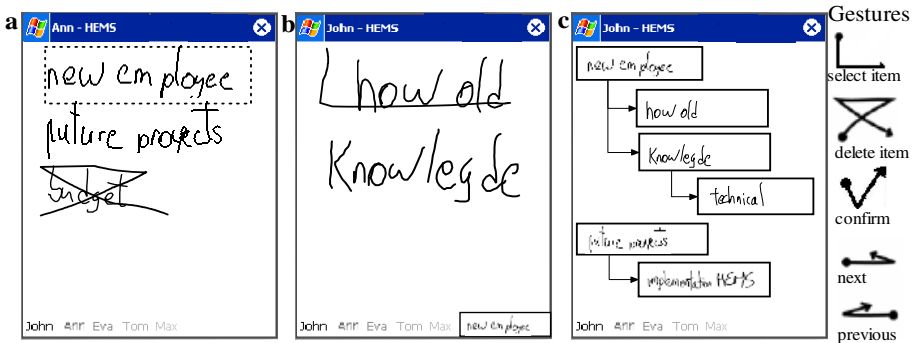 a
Ann - HEMS
new employee
future proyects
budget
John Ann Eva Tom Max
b
John - HEMS
how old
Knowlegde
John Ann Eva Tom Max
new employee
c
John - HEMS
new employee
how old
Knowlegde
technical
future proyects
implementation HEMS
John Ann Eva Tom Max
Gestures
select item
delete item
confirm
next
previous